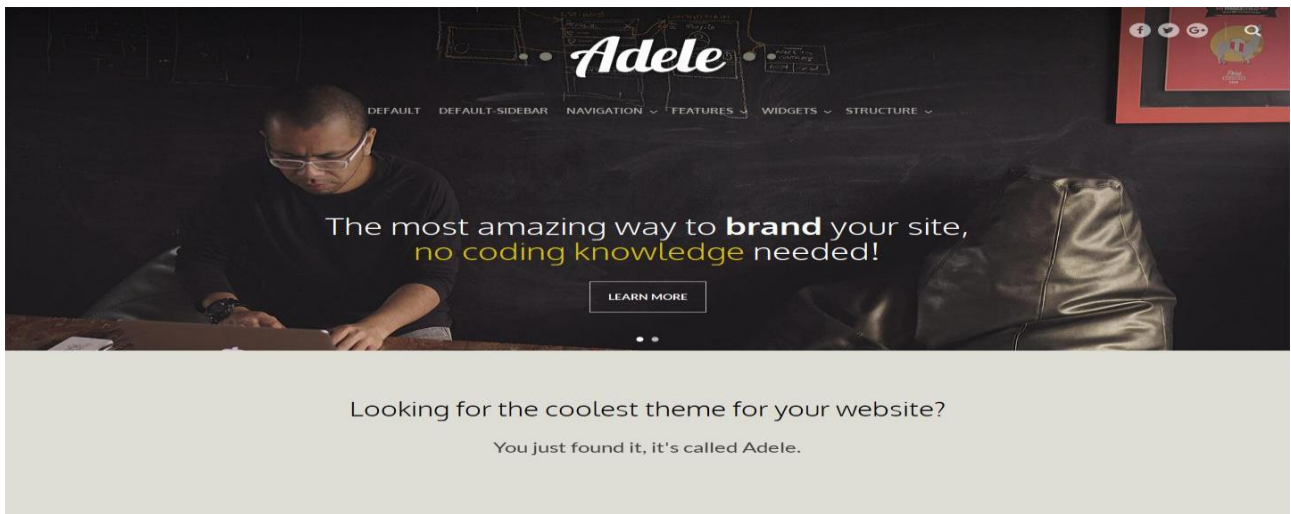 Adele
DEFAULT DEFAULT-SIDEBAR NAVIGATION FEATURES WIDGETS STRUCTURE
The most amazing way to brand your site,
no coding knowledge needed!
LEARN MORE
Looking for the coolest theme for your website?
You just found it, it's called Adele.